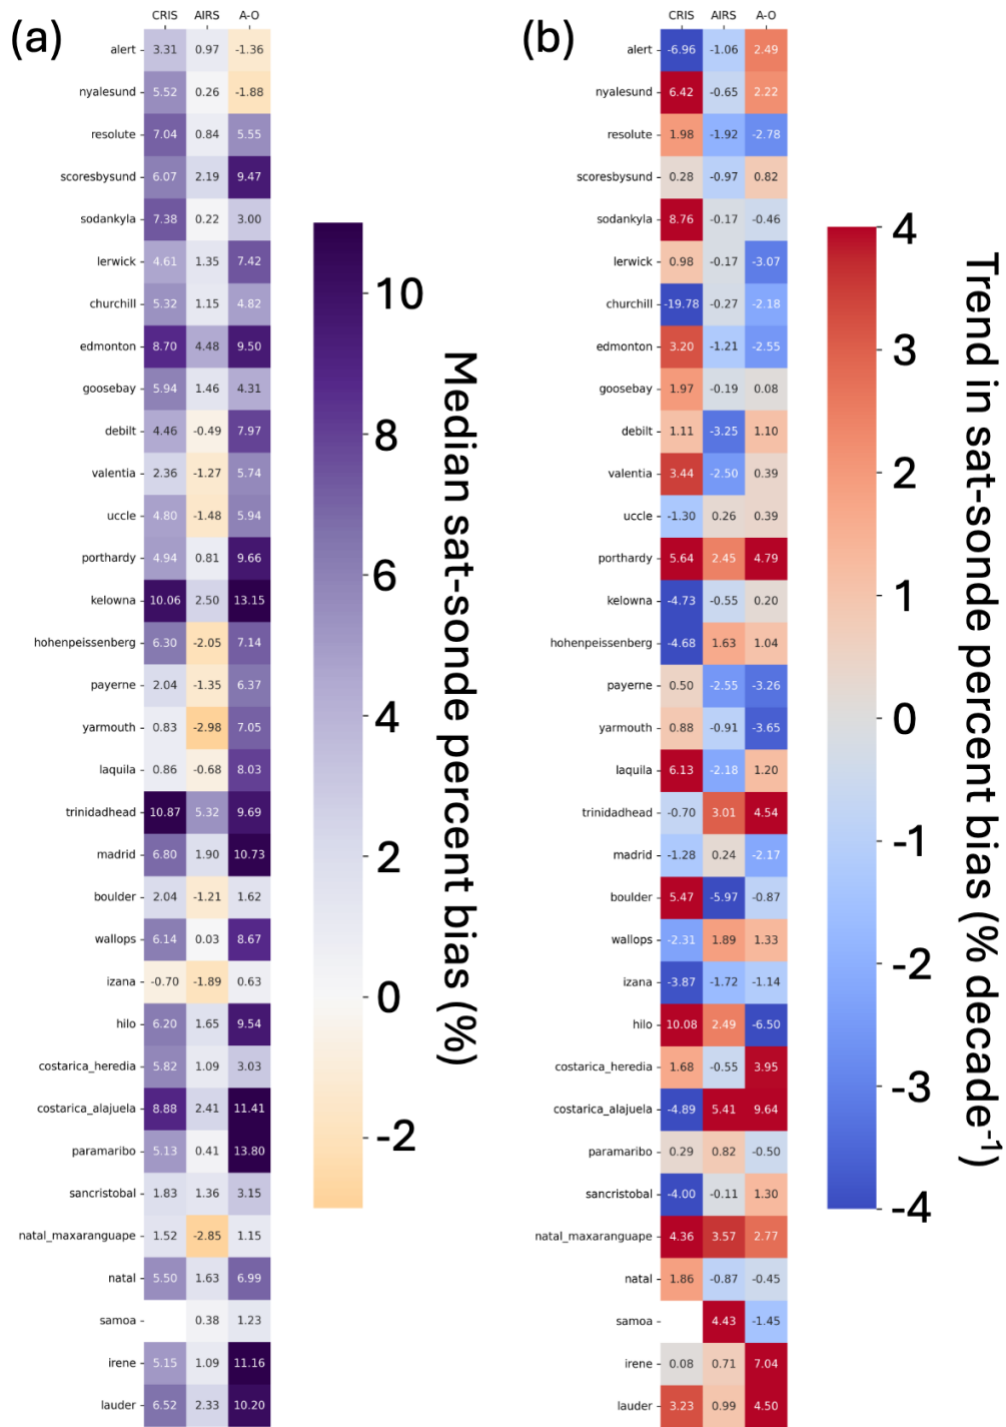 (a)
CRIS AIRS A-O
alert 3.31 0.97 -1.36
nyalesund 5.52 0.26 -1.88
resolute 7.04 0.84 5.55
scoresbysund 6.07 2.19 9.47
sodankyla 7.38 0.22 3.00
lerwick 4.61 1.35 7.42
churchill 5.32 1.15 4.82
edmonton 8.70 4.48 9.50
goosebay 5.94 1.46 4.31
debilt 4.46 -0.49 7.97
valentia 2.36 -1.27 5.74
uccle 4.80 -1.48 5.94
porthardy 4.94 0.81 9.66
kelowna 10.06 2.50 13.15
hohenpeissenberg 6.30 -2.05 7.14
payerne 2.04 -1.35 6.37
yarmouth 0.83 -2.98 7.05
laquila 0.86 -0.68 8.03
trinidadhead 10.87 5.32 9.69
madrid 6.80 1.90 10.73
boulder 2.04 -1.21 1.62
wallops 6.14 0.03 8.67
izana -0.70 -1.89 0.63
hilo 6.20 1.65 9.54
costarica_heredia 5.82 1.09 3.03
costarica_alajuela 8.88 2.41 11.41
paramaribo 5.13 0.41 13.80
sancristobal 1.83 1.36 3.15
natal_maxaranguape 1.52 -2.85 1.15
natal 5.50 1.63 6.99
samoa 0.38 1.23
irene 5.15 1.09 11.16
lauder 6.52 2.33 10.20
10
8
6
4
2
0
-2
Median sat-sonde percent bias (%)
(b)
CRIS AIRS A-O
alert -6.96 -1.06 2.49
nyalesund 6.42 -0.65 2.22
resolute 1.98 -1.92 -2.78
scoresbysund 0.28 -0.97 0.82
sodankyla 8.76 -0.17 -0.46
lerwick 0.98 -0.17 -3.07
churchill -19.78 -0.27 -2.18
edmonton 3.20 -1.21 -2.55
goosebay 1.97 -0.19 0.08
debilt 1.11 -3.25 1.10
valentia 3.44 -2.50 0.39
uccle -1.30 0.26 0.39
porthardy 5.64 2.45 4.79
kelowna -4.73 -0.55 0.20
hohenpeissenberg -4.68 1.63 1.04
payerne 0.50 -2.55 -3.26
yarmouth 0.88 -0.91 -3.65
laquila 6.13 -2.18 1.20
trinidadhead -0.70 3.01 4.54
madrid -1.28 0.24 -2.17
boulder 5.47 -5.97 -0.87
wallops -2.31 1.89 1.33
izana -3.87 -1.72 -1.14
hilo 10.08 2.49 -6.50
costarica_heredia 1.68 -0.55 3.95
costarica_alajuela -4.89 5.41 9.64
paramaribo 0.29 0.82 -0.50
sancristobal -4.00 -0.11 1.30
natal_maxaranguape 4.36 3.57 2.77
natal 1.86 -0.87 -0.45
samoa 4.43 -1.45
irene 0.08 0.71 7.04
lauder 3.23 0.99 4.50
4
3
2
1
0
-1
-2
-3
-4
Trend in sat-sonde percent bias (% decade⁻¹)